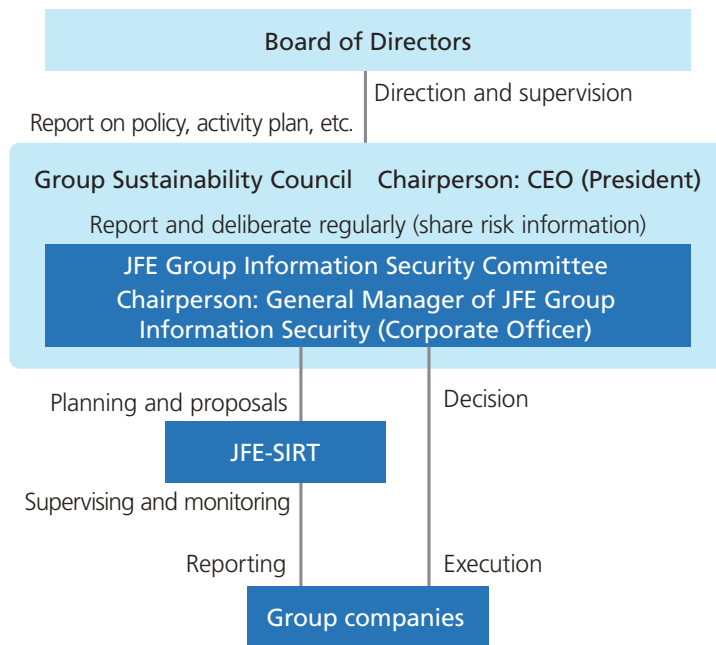 Board of Directors
Direction and supervision
Report on policy, activity plan, etc.
Group Sustainability Council Chairperson: CEO (President)
Report and deliberate regularly (share risk information)
JFE Group Information Security Committee
Chairperson: General Manager of JFE Group
Information Security (Corporate Officer)
Planning and proposals
Decision
JFE-SIRT
Supervising and monitoring
Reporting
Execution
Group companies